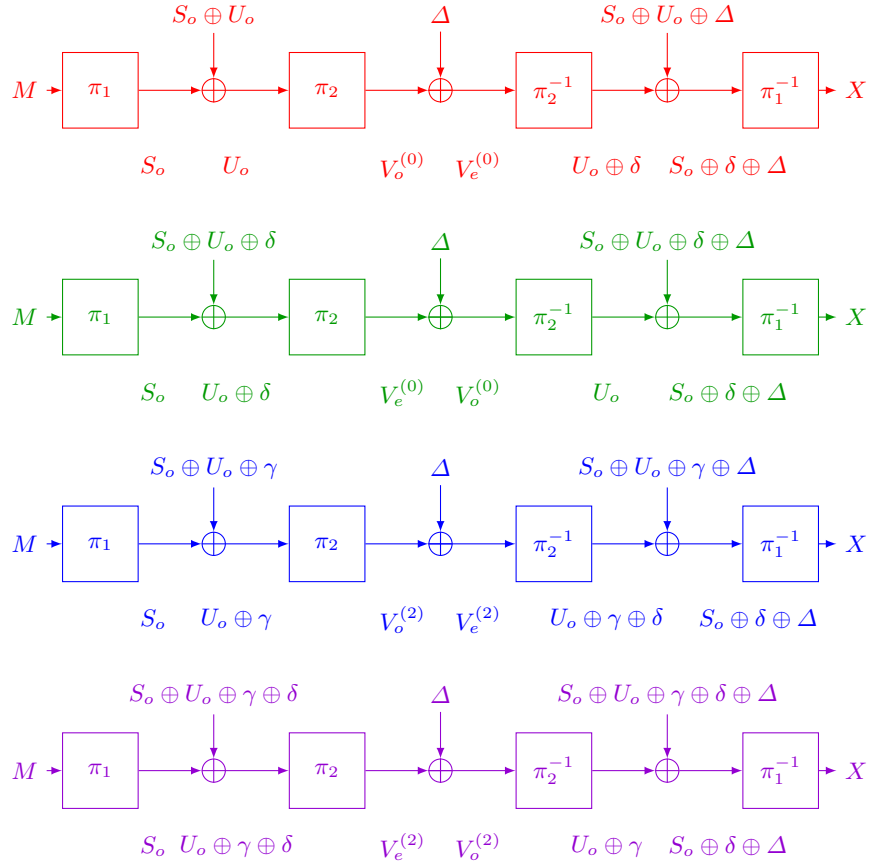 S_o ⊕ U_o Δ S_o ⊕ U_o ⊕ Δ
M π_1 π_2 π_2^{-1} π_1^{-1} X
S_o U_o V_o^{(0)} V_e^{(0)} U_o ⊕ δ S_o ⊕ δ ⊕ Δ
S_o ⊕ U_o ⊕ δ Δ S_o ⊕ U_o ⊕ δ ⊕ Δ
M π_1 π_2 π_2^{-1} π_1^{-1} X
S_o U_o ⊕ δ V_e^{(0)} V_o^{(0)} U_o S_o ⊕ δ ⊕ Δ
S_o ⊕ U_o ⊕ γ Δ S_o ⊕ U_o ⊕ γ ⊕ Δ
M π_1 π_2 π_2^{-1} π_1^{-1} X
S_o U_o ⊕ γ V_o^{(2)} V_e^{(2)} U_o ⊕ γ ⊕ δ S_o ⊕ δ ⊕ Δ
S_o ⊕ U_o ⊕ γ ⊕ δ Δ S_o ⊕ U_o ⊕ γ ⊕ δ ⊕ Δ
M π_1 π_2 π_2^{-1} π_1^{-1} X
S_o U_o ⊕ γ ⊕ δ V_e^{(2)} V_o^{(2)} U_o ⊕ γ S_o ⊕ δ ⊕ Δ